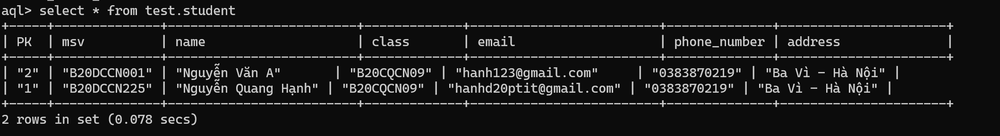 aql> select * from test.student
+-----+--------------+-------------------------+-------------+-------------------------+--------------+----------------------+
| PK  | msv          | name                    | class       | email                   | phone_number | address              |
+-----+--------------+-------------------------+-------------+-------------------------+--------------+----------------------+
| "2" | "B20DCCN001" | "Nguyễn Văn A"       | "B20CQCN09" | "hanh123@gmail.com"     | "0383870219" | "Ba Vì - Hà Nội" |
| "1" | "B20DCCN225" | "Nguyễn Quang Hạnh" | "B20CQCN09" | "hanhd20ptit@gmail.com" | "0383870219" | "Ba Vì - Hà Nội" |
+-----+--------------+-------------------------+-------------+-------------------------+--------------+----------------------+
2 rows in set (0.078 secs)